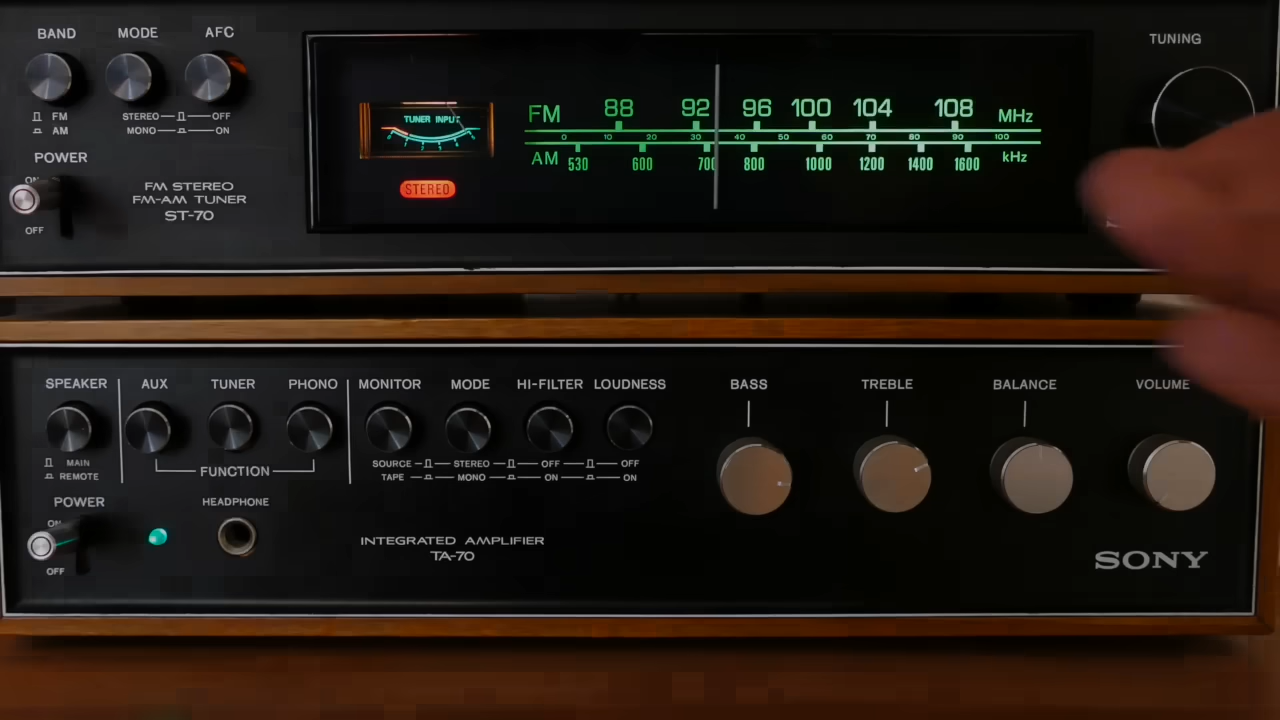 BAND MODE AFC TUNING
FM STEREO OFF
AM MONO ON
POWER
ON
OFF
FM STEREO
FM-AM TUNER
ST-70
TUNER INPUT
STEREO
FM 88 92 96 100 104 108 MHz
0 10 20 30 40 50 60 70 80 90 100
AM 530 600 700 800 1000 1200 1400 1600 kHz
SPEAKER AUX TUNER PHONO MONITOR MODE HI-FILTER LOUDNESS BASS TREBLE BALANCE VOLUME
MAIN SOURCE STEREO OFF OFF
REMOTE FUNCTION TAPE MONO ON ON
POWER HEADPHONE
ON
OFF
INTEGRATED AMPLIFIER
TA-70
SONY